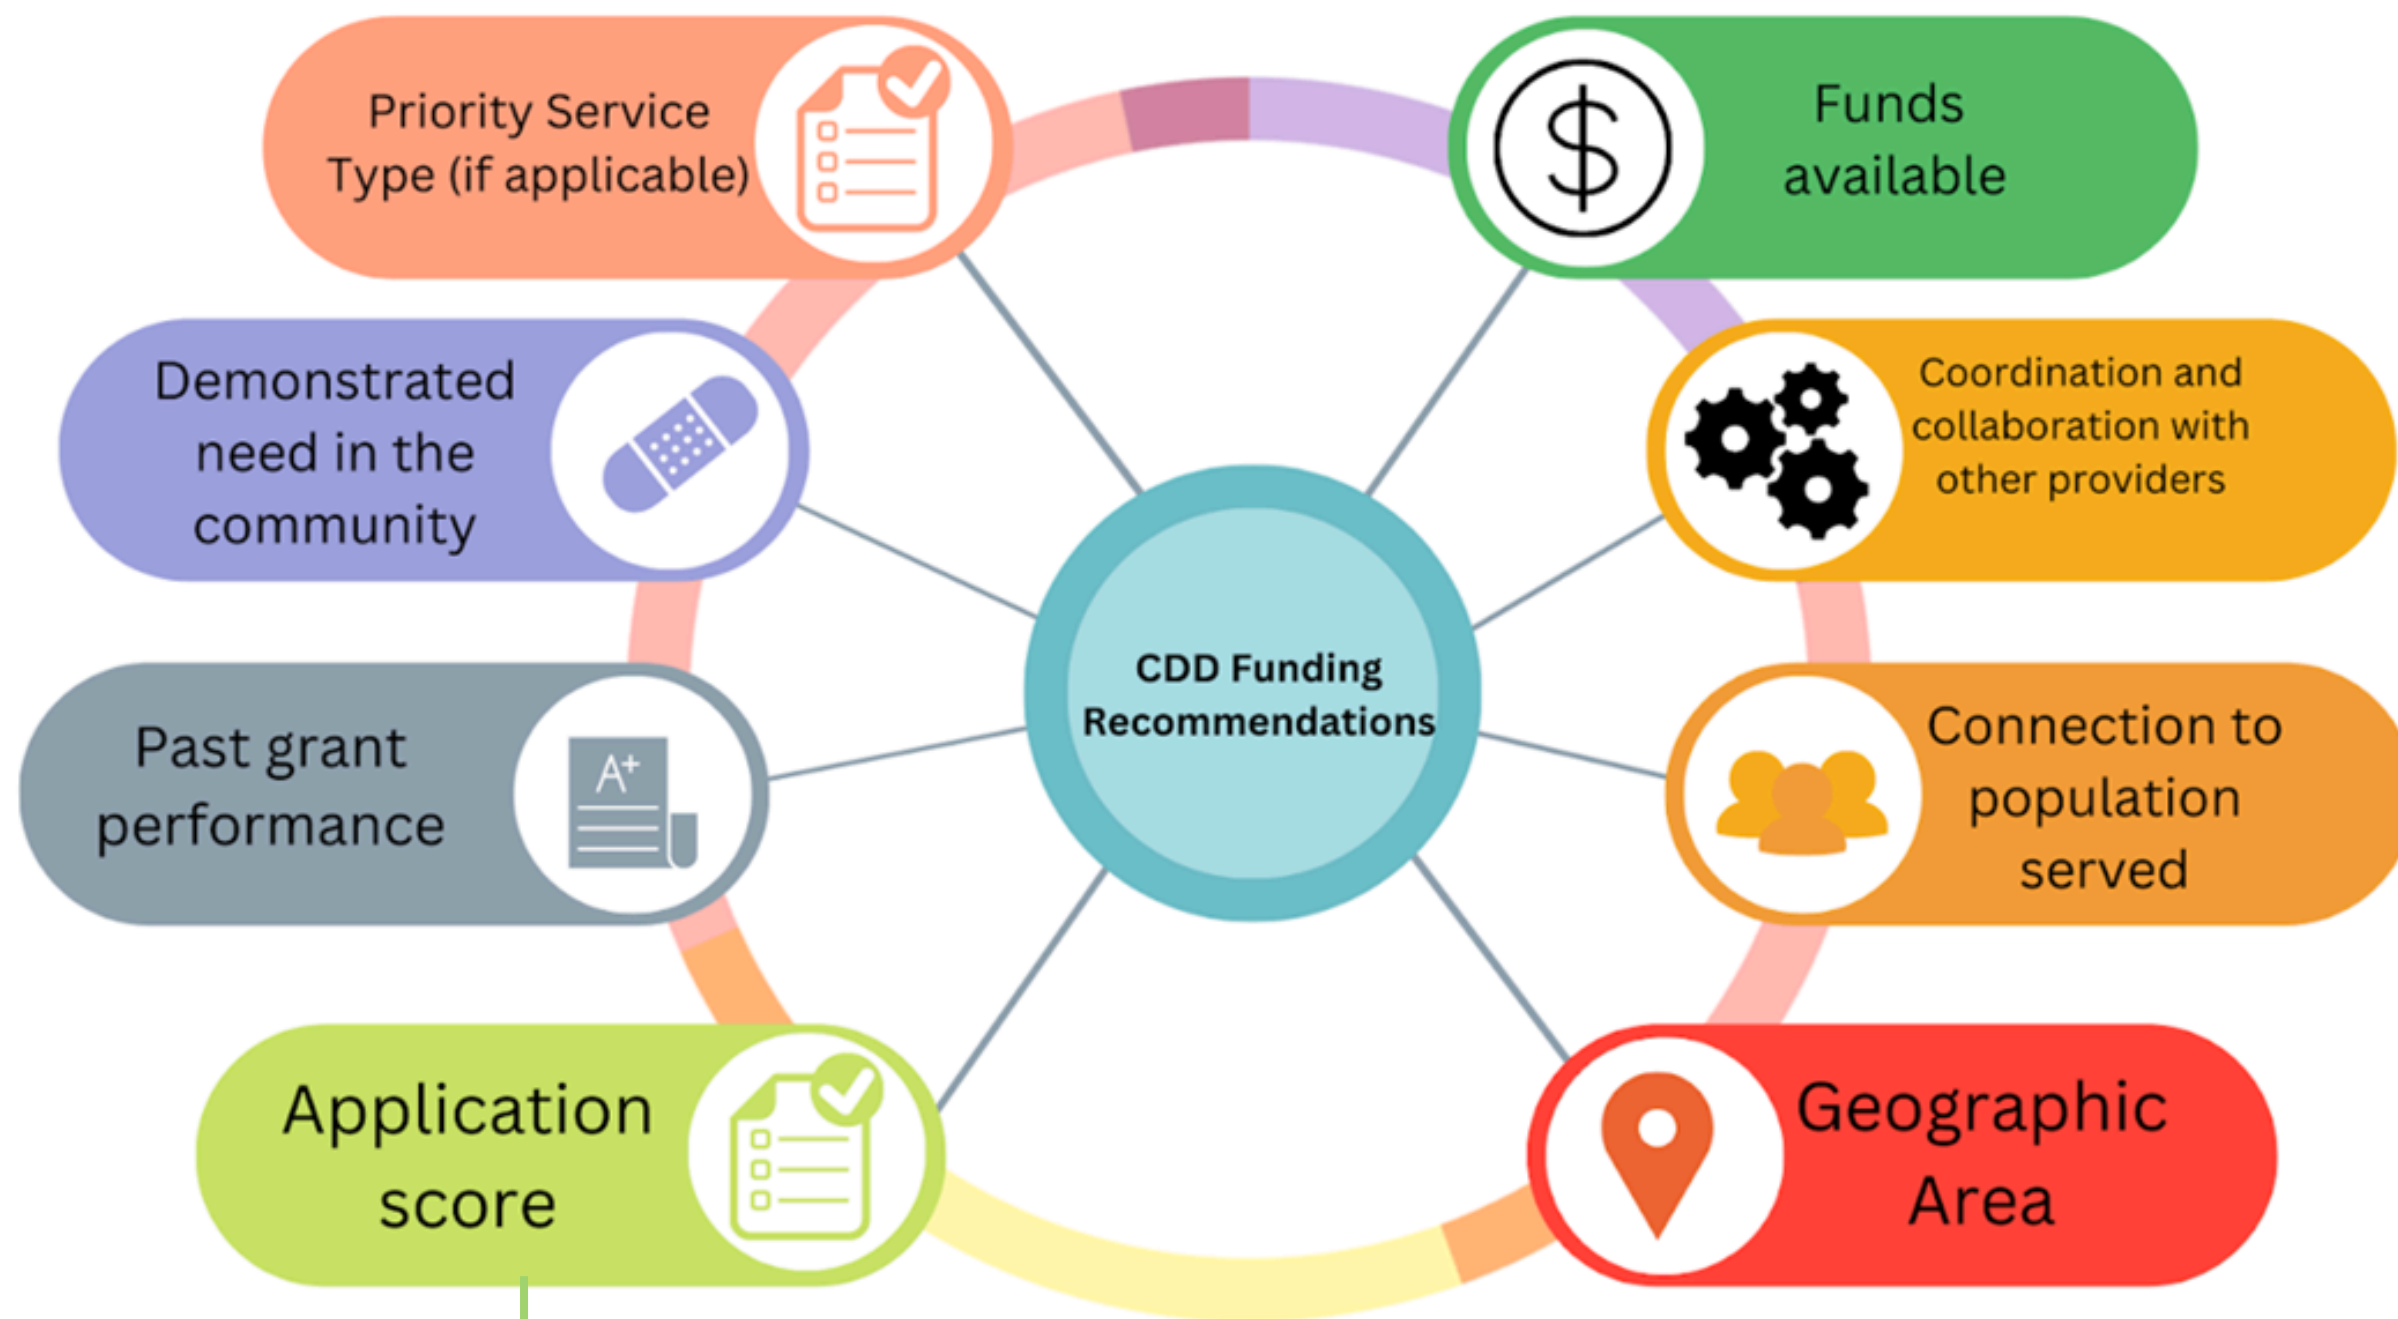 Priority Service
Type (if applicable)
Funds
available
Demonstrated
need in the
community
Coordination and
collaboration with
other providers
CDD Funding
Recommendations
Past grant
performance
A+
Connection to
population
served
Application
score
Geographic
Area